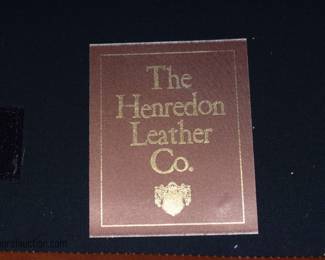 The
Henredon
Leather
Co.